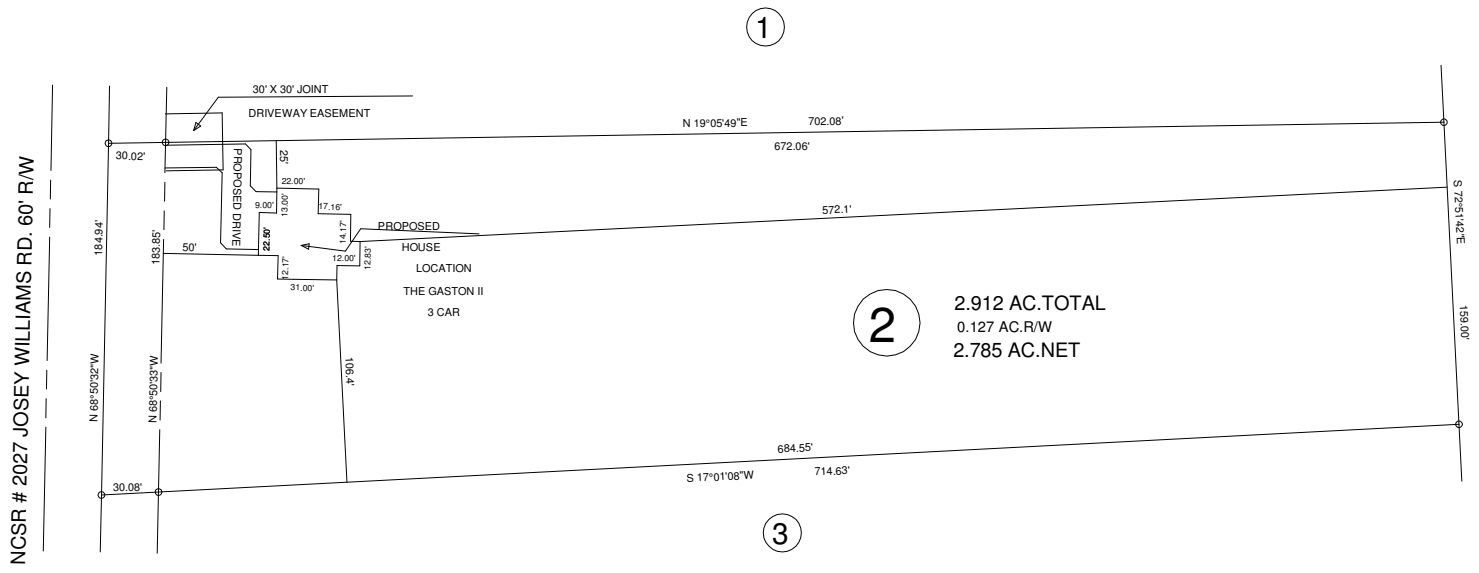 1
30' X 30' JOINT
DRIVEWAY EASEMENT
N 19°05'49"E 702.08'
672.06'
30.02'
25'
PROPOSED DRIVE
22.00'
13.00'
9.00'
17.16'
14.17'
22.50'
50'
12.17'
12.00'
12.83'
31.00'
PROPOSED
HOUSE
LOCATION
THE GASTON II
3 CAR
572.1'
S 72°51'42"E
159.00'
NCSR # 2027 JOSEY WILLIAMS RD. 60' R/W
184.94'
N 68°50'32"W
183.85'
N 68°50'33"W
106.4'
2
2.912 AC.TOTAL
0.127 AC.R/W
2.785 AC.NET
684.55'
S 17°01'08"W 714.63'
30.08'
3